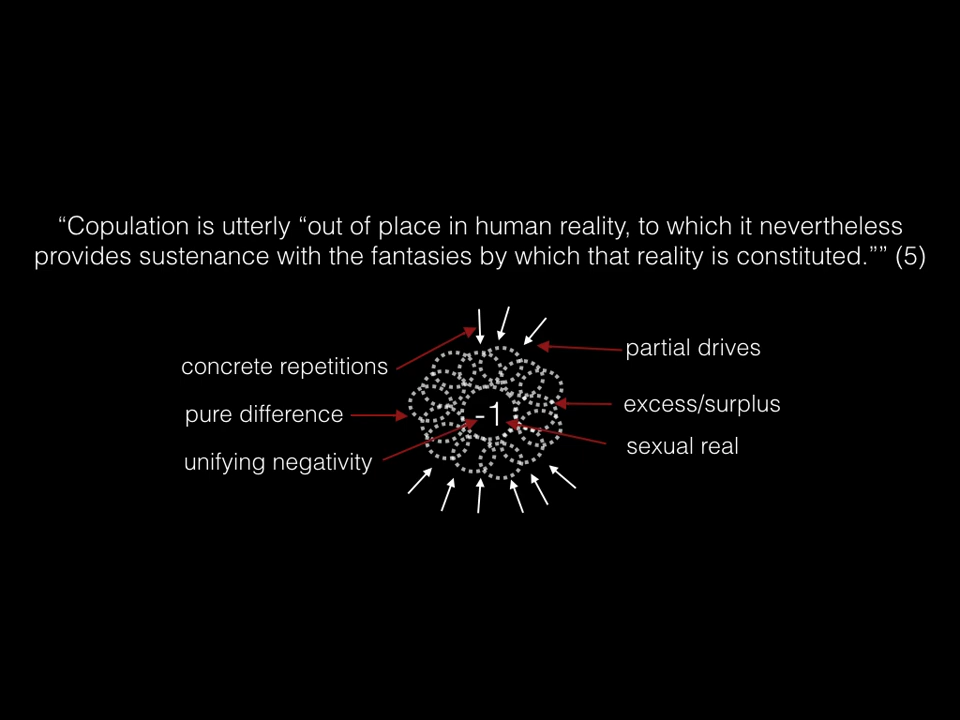 “Copulation is utterly “out of place in human reality, to which it nevertheless
provides sustenance with the fantasies by which that reality is constituted.”” (5)
concrete repetitions
pure difference
unifying negativity
-1
partial drives
excess/surplus
sexual real